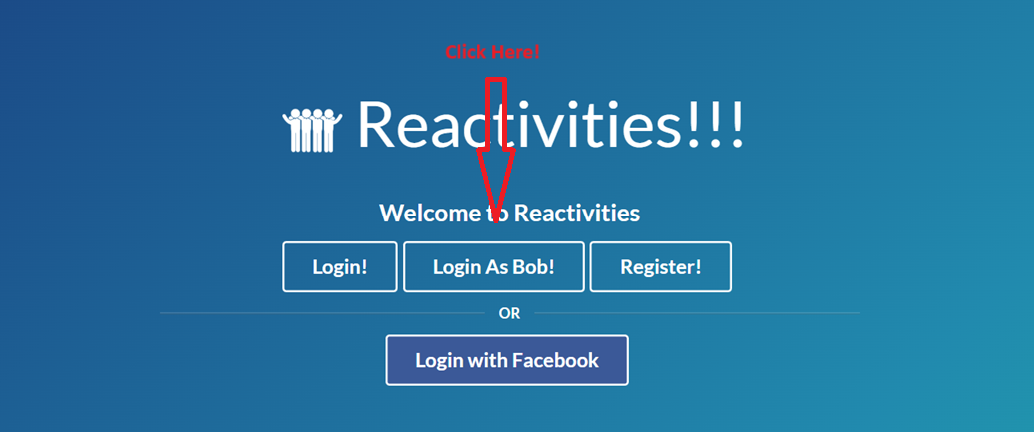 Click Here!
Reactivities!!!
Welcome to Reactivities
Login! Login As Bob! Register!
OR
Login with Facebook